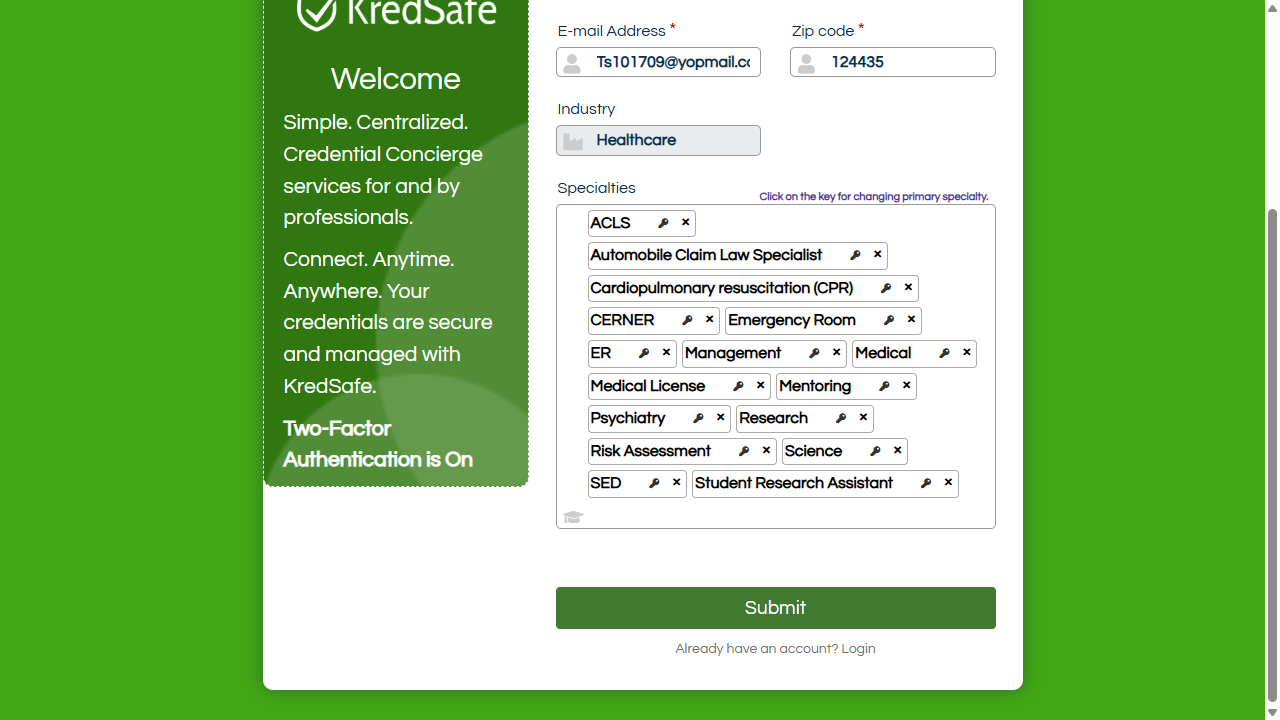 KredSafe
Welcome
Simple. Centralized.
Credential Concierge
services for and by
professionals.
Connect. Anytime.
Anywhere. Your
credentials are secure
and managed with
KredSafe.
Two-Factor
Authentication is On
E-mail Address * Zip code *
Ts101709@yopmail.co 124435
Industry
Healthcare
Specialties
Click on the key for changing primary specialty.
ACLS ×
Automobile Claim Law Specialist ×
Cardiopulmonary resuscitation (CPR) ×
CERNER × Emergency Room ×
ER × Management × Medical ×
Medical License × Mentoring ×
Psychiatry × Research ×
Risk Assessment × Science ×
SED × Student Research Assistant ×
Submit
Already have an account? Login